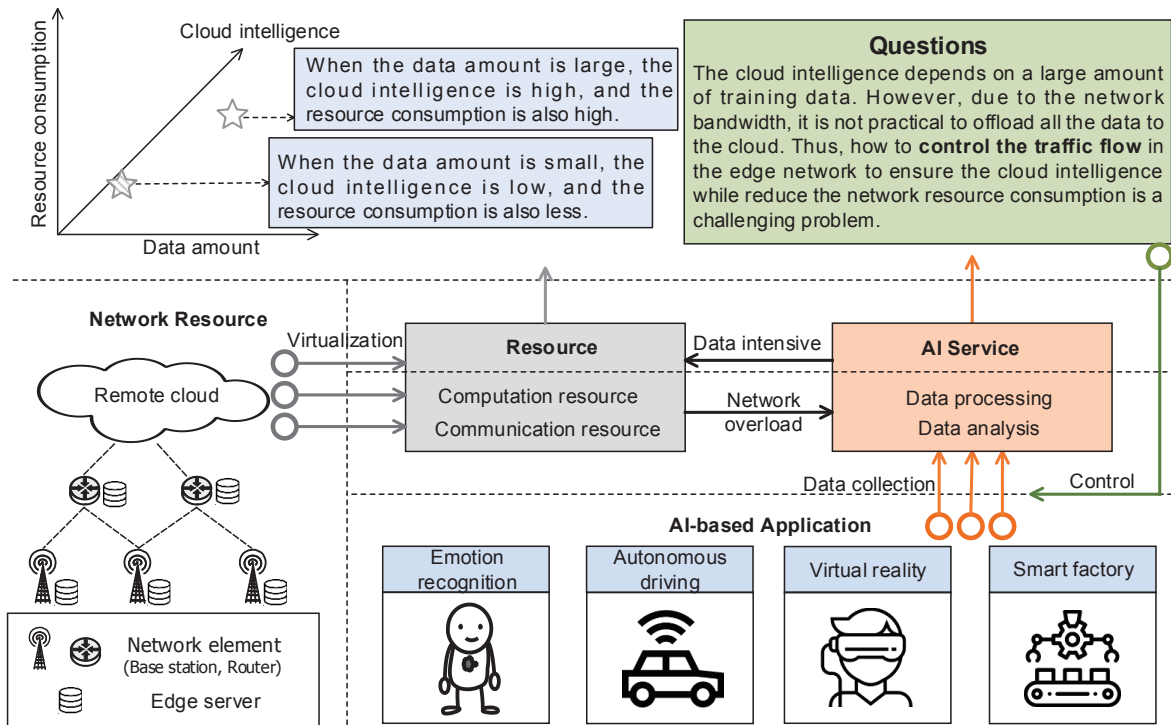 Resource consumption
Cloud intelligence
Data amount
When the data amount is large, the
cloud intelligence is high, and the
resource consumption is also high.
When the data amount is small, the
cloud intelligence is low, and the
resource consumption is also less.
Questions
The cloud intelligence depends on a large amount
of training data. However, due to the network
bandwidth, it is not practical to offload all the data to
the cloud. Thus, how to control the traffic flow in
the edge network to ensure the cloud intelligence
while reduce the network resource consumption is a
challenging problem.
Network Resource
Remote cloud
Virtualization
Resource
Computation resource
Communication resource
Data intensive
Network
overload
AI Service
Data processing
Data analysis
Data collection
Control
AI-based Application
Emotion
recognition
Autonomous
driving
Virtual reality
Smart factory
Network element
(Base station, Router)
Edge server